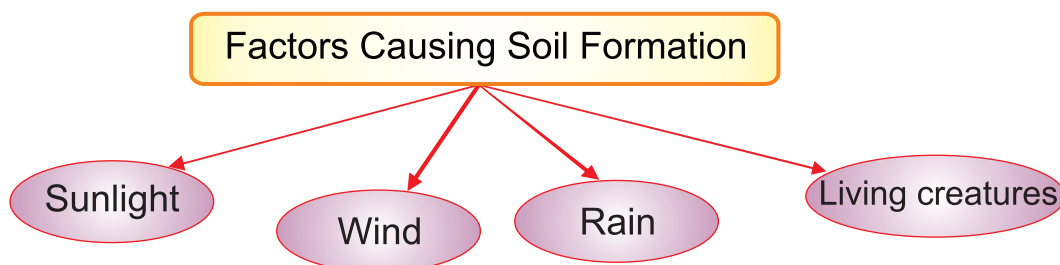 Factors Causing Soil Formation
Sunlight
Wind
Rain
Living creatures